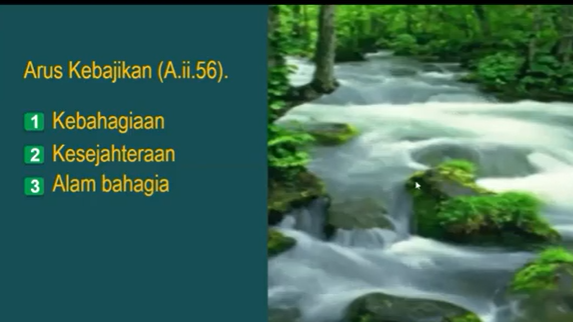 Arus Kebajikan (A.ii.56).
1 Kebahagiaan
2 Kesejahteraan
3 Alam bahagia